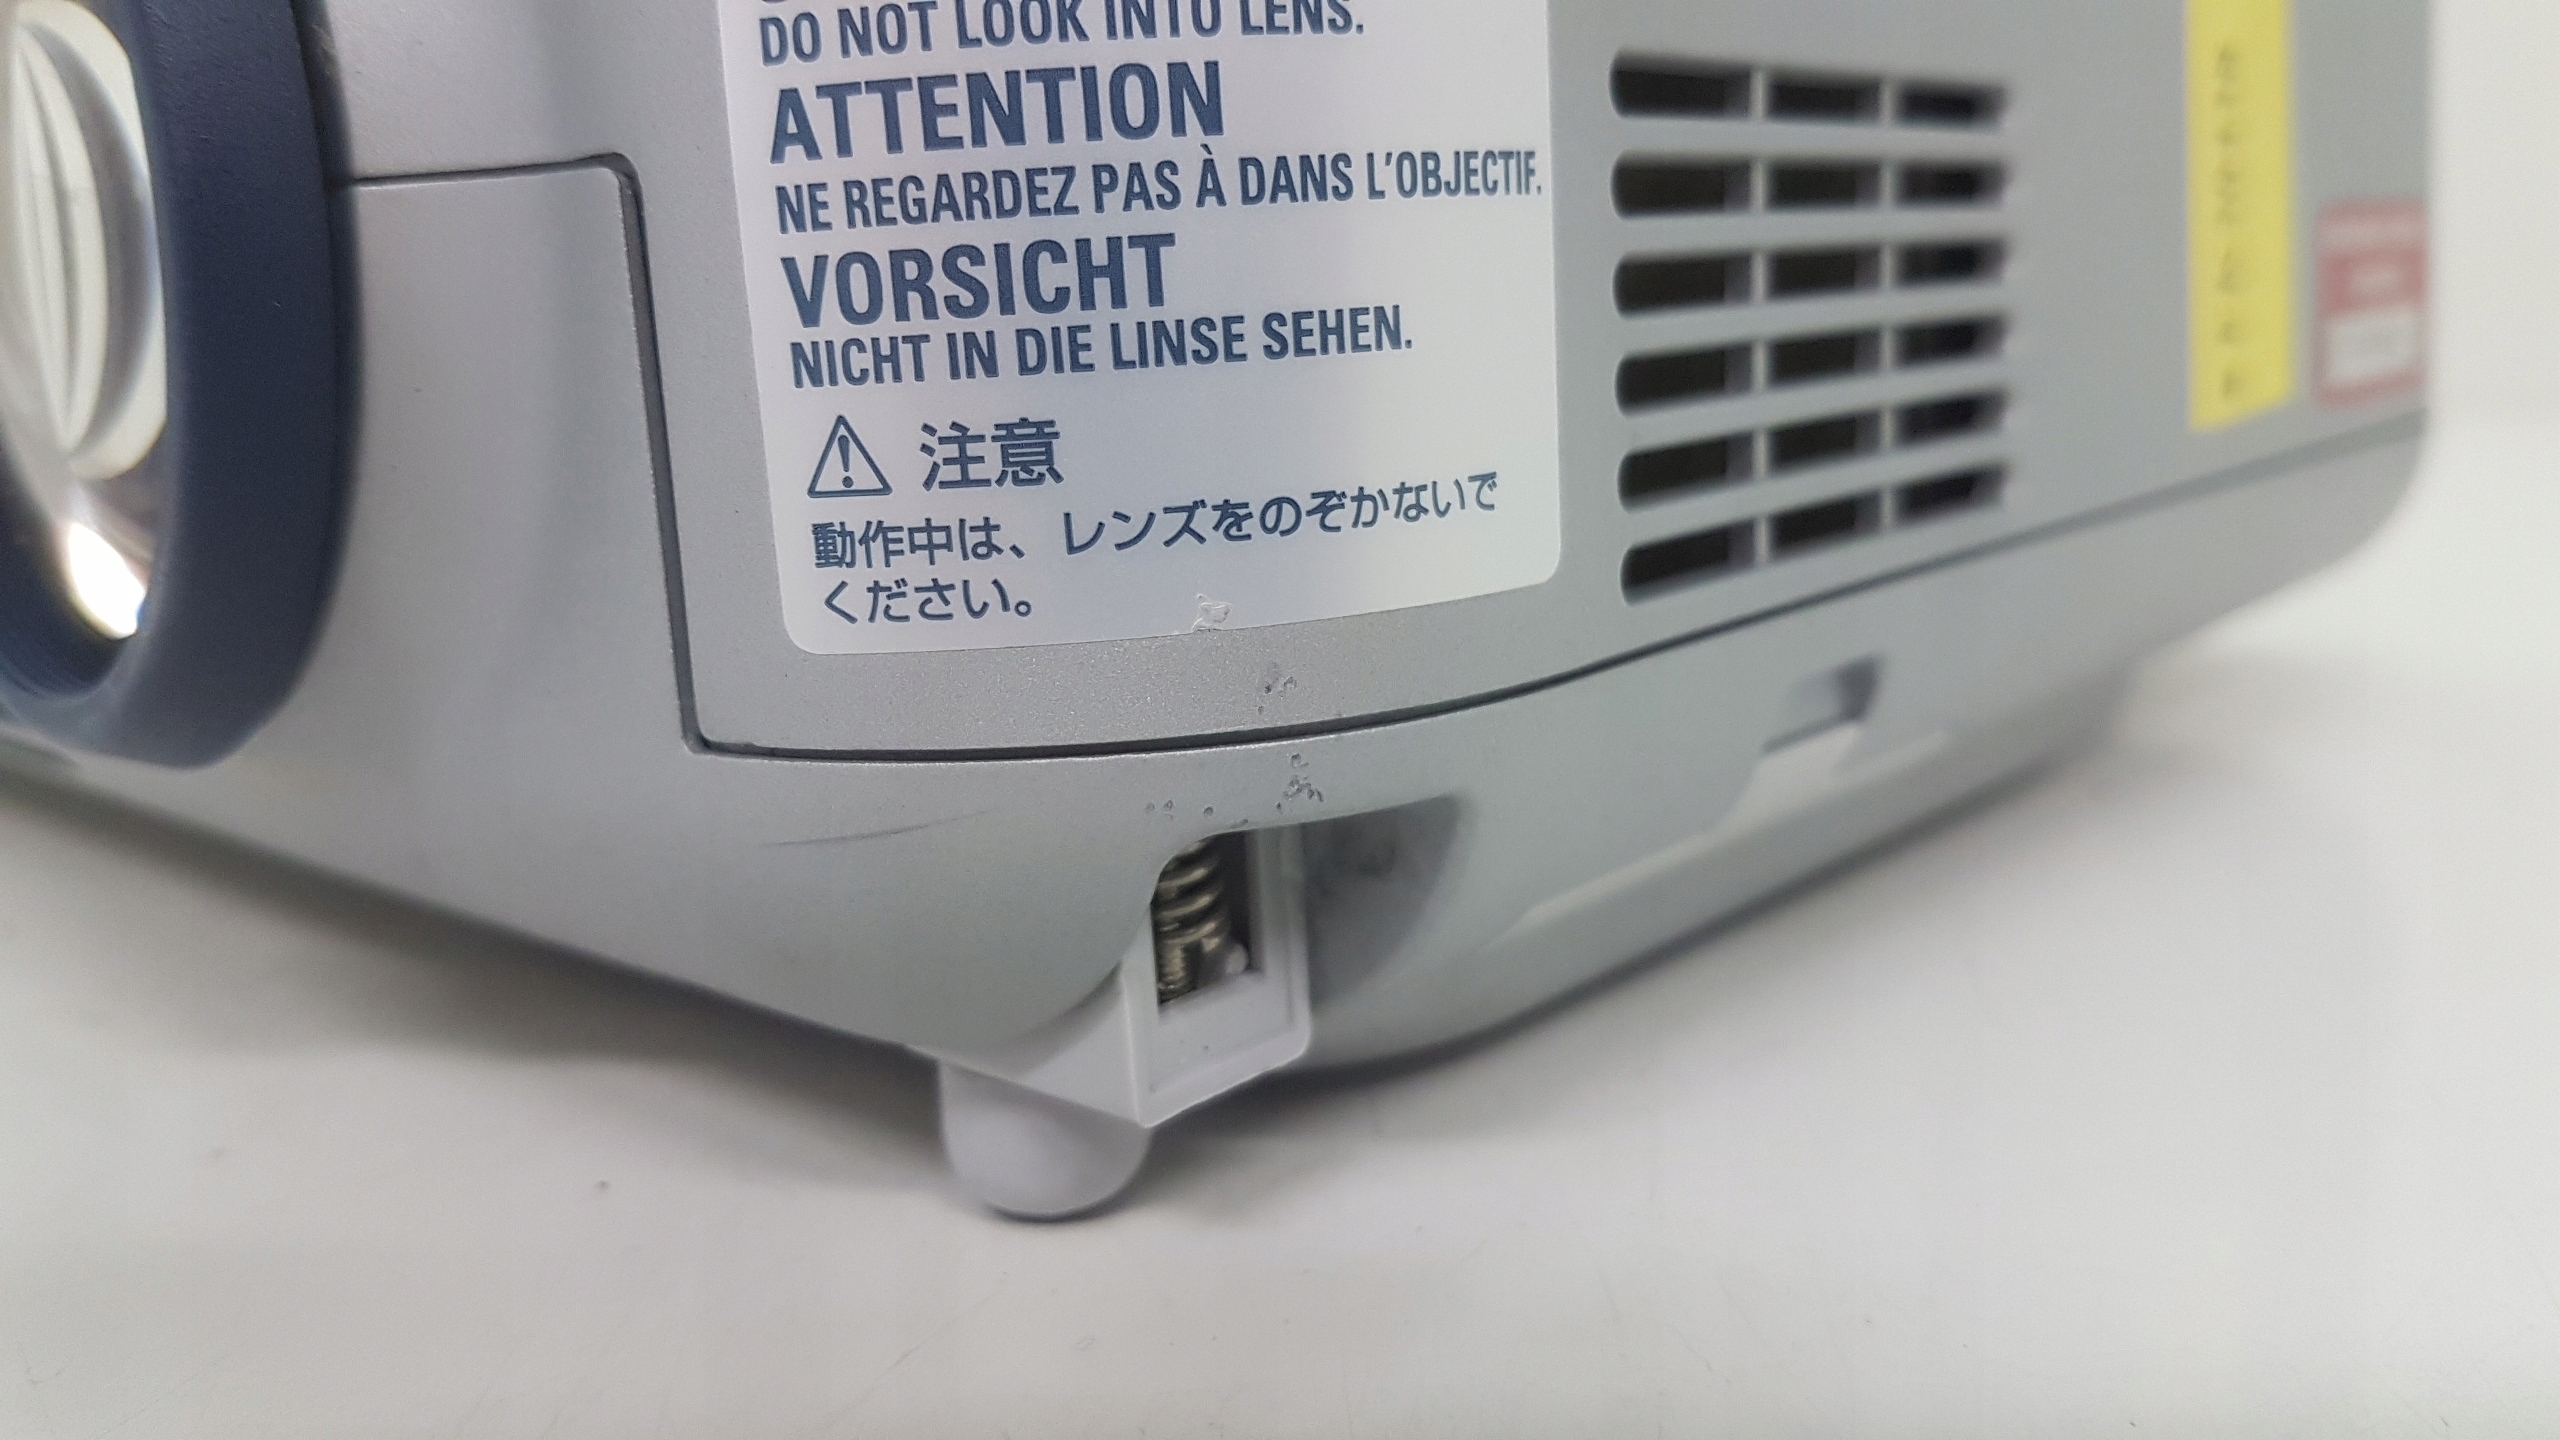 DO NOT LOOK INTO LENS.
ATTENTION
NE REGARDEZ PAS À DANS L'OBJECTIF.
VORSICHT
NICHT IN DIE LINSE SEHEN.
注意
動作中は、レンズをのぞかないで
ください。